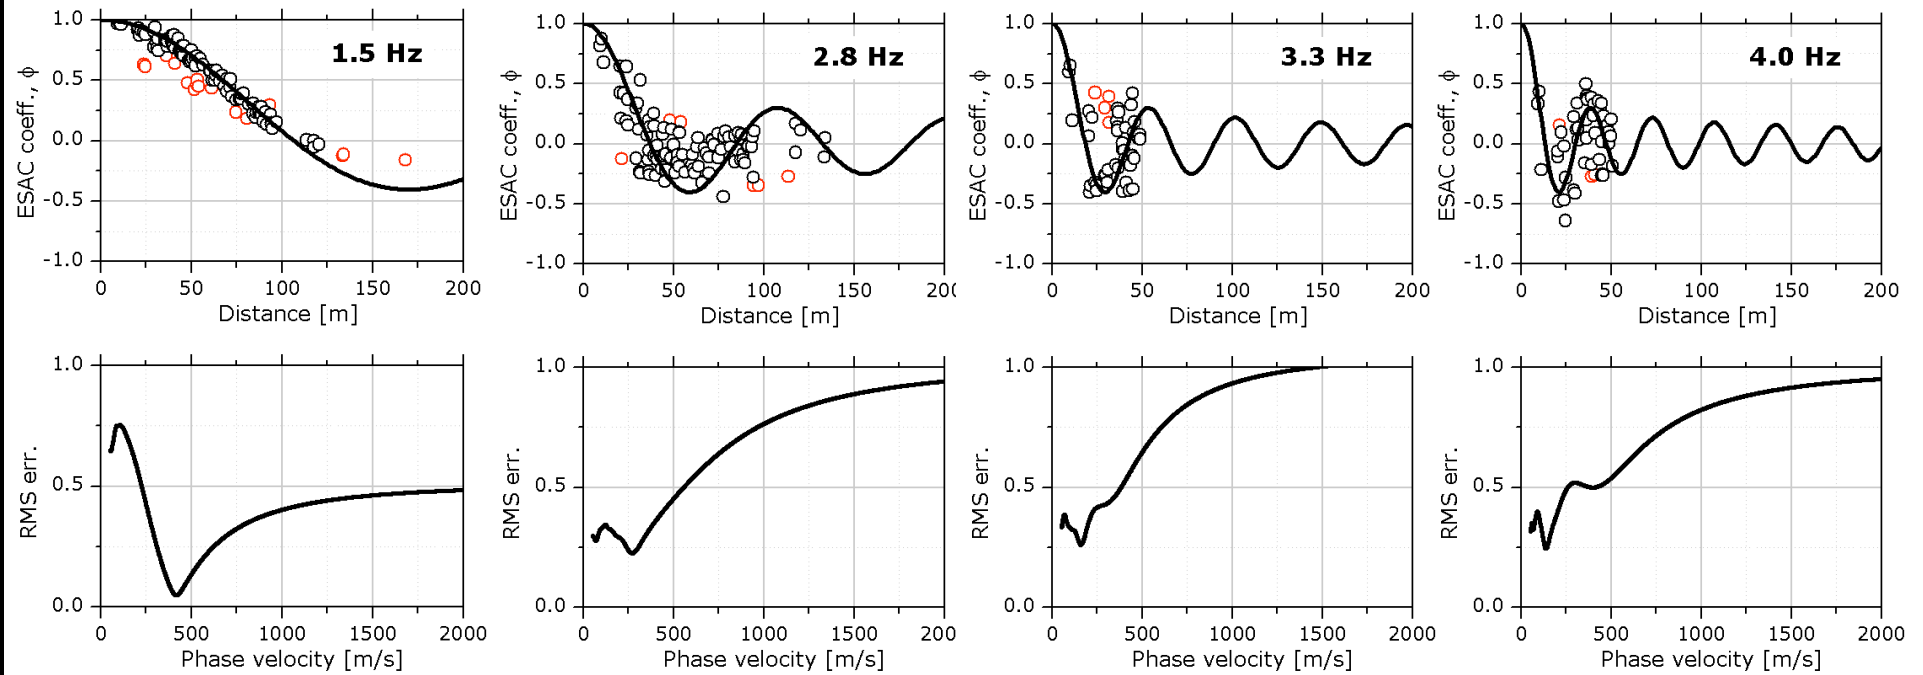 1.5 Hz
ESAC coeff., ϕ
1.0
0.5
0.0
-0.5
-1.0
0 50 100 150 200
Distance [m]
2.8 Hz
ESAC coeff., ϕ
1.0
0.5
0.0
-0.5
-1.0
0 50 100 150 200
Distance [m]
3.3 Hz
ESAC coeff., ϕ
1.0
0.5
0.0
-0.5
-1.0
0 50 100 150 200
Distance [m]
4.0 Hz
ESAC coeff., ϕ
1.0
0.5
0.0
-0.5
-1.0
0 50 100 150 200
Distance [m]
RMS err.
1.0
0.5
0.0
0 500 1000 1500 2000
Phase velocity [m/s]
RMS err.
1.0
0.5
0.0
0 500 1000 1500 2000
Phase velocity [m/s]
RMS err.
1.0
0.5
0.0
0 500 1000 1500 2000
Phase velocity [m/s]
RMS err.
1.0
0.5
0.0
0 500 1000 1500 2000
Phase velocity [m/s]